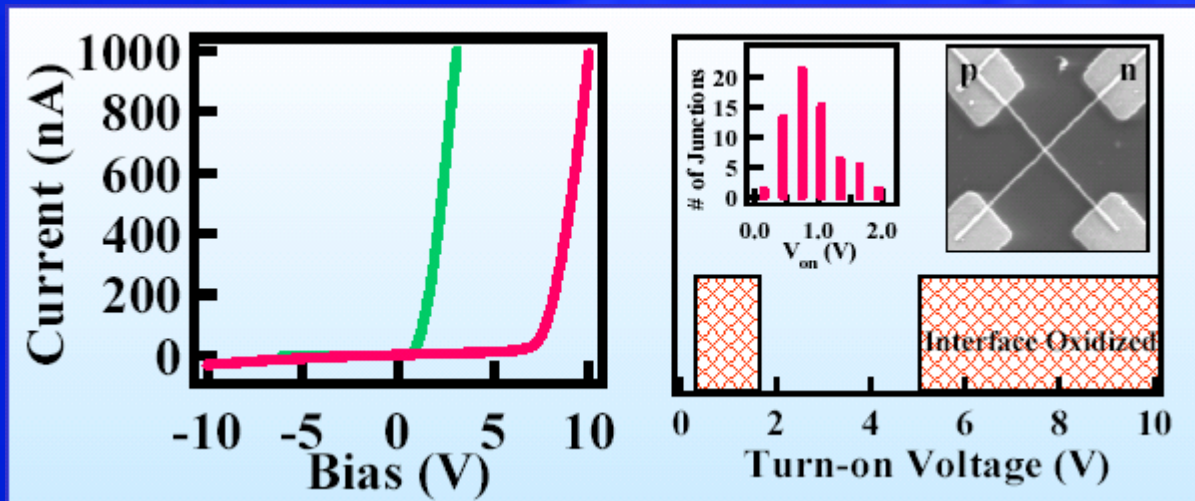 Current (nA)
1000
800
600
400
200
0
-10 -5 0 5 10
Bias (V)
# of Junctions
20
15
10
5
0
0.0 1.0 2.0
V_on (V)
p n
Interface Oxidized
0 2 4 6 8 10
Turn-on Voltage (V)